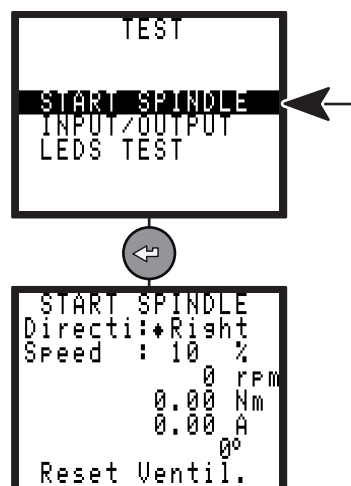 TEST
START SPINDLE
INPUT/OUTPUT
LEDS TEST
START SPINDLE
Directi:♦Right
Speed : 10 %
0 rpm
0.00 Nm
0.00 A
0°
Reset Ventil.